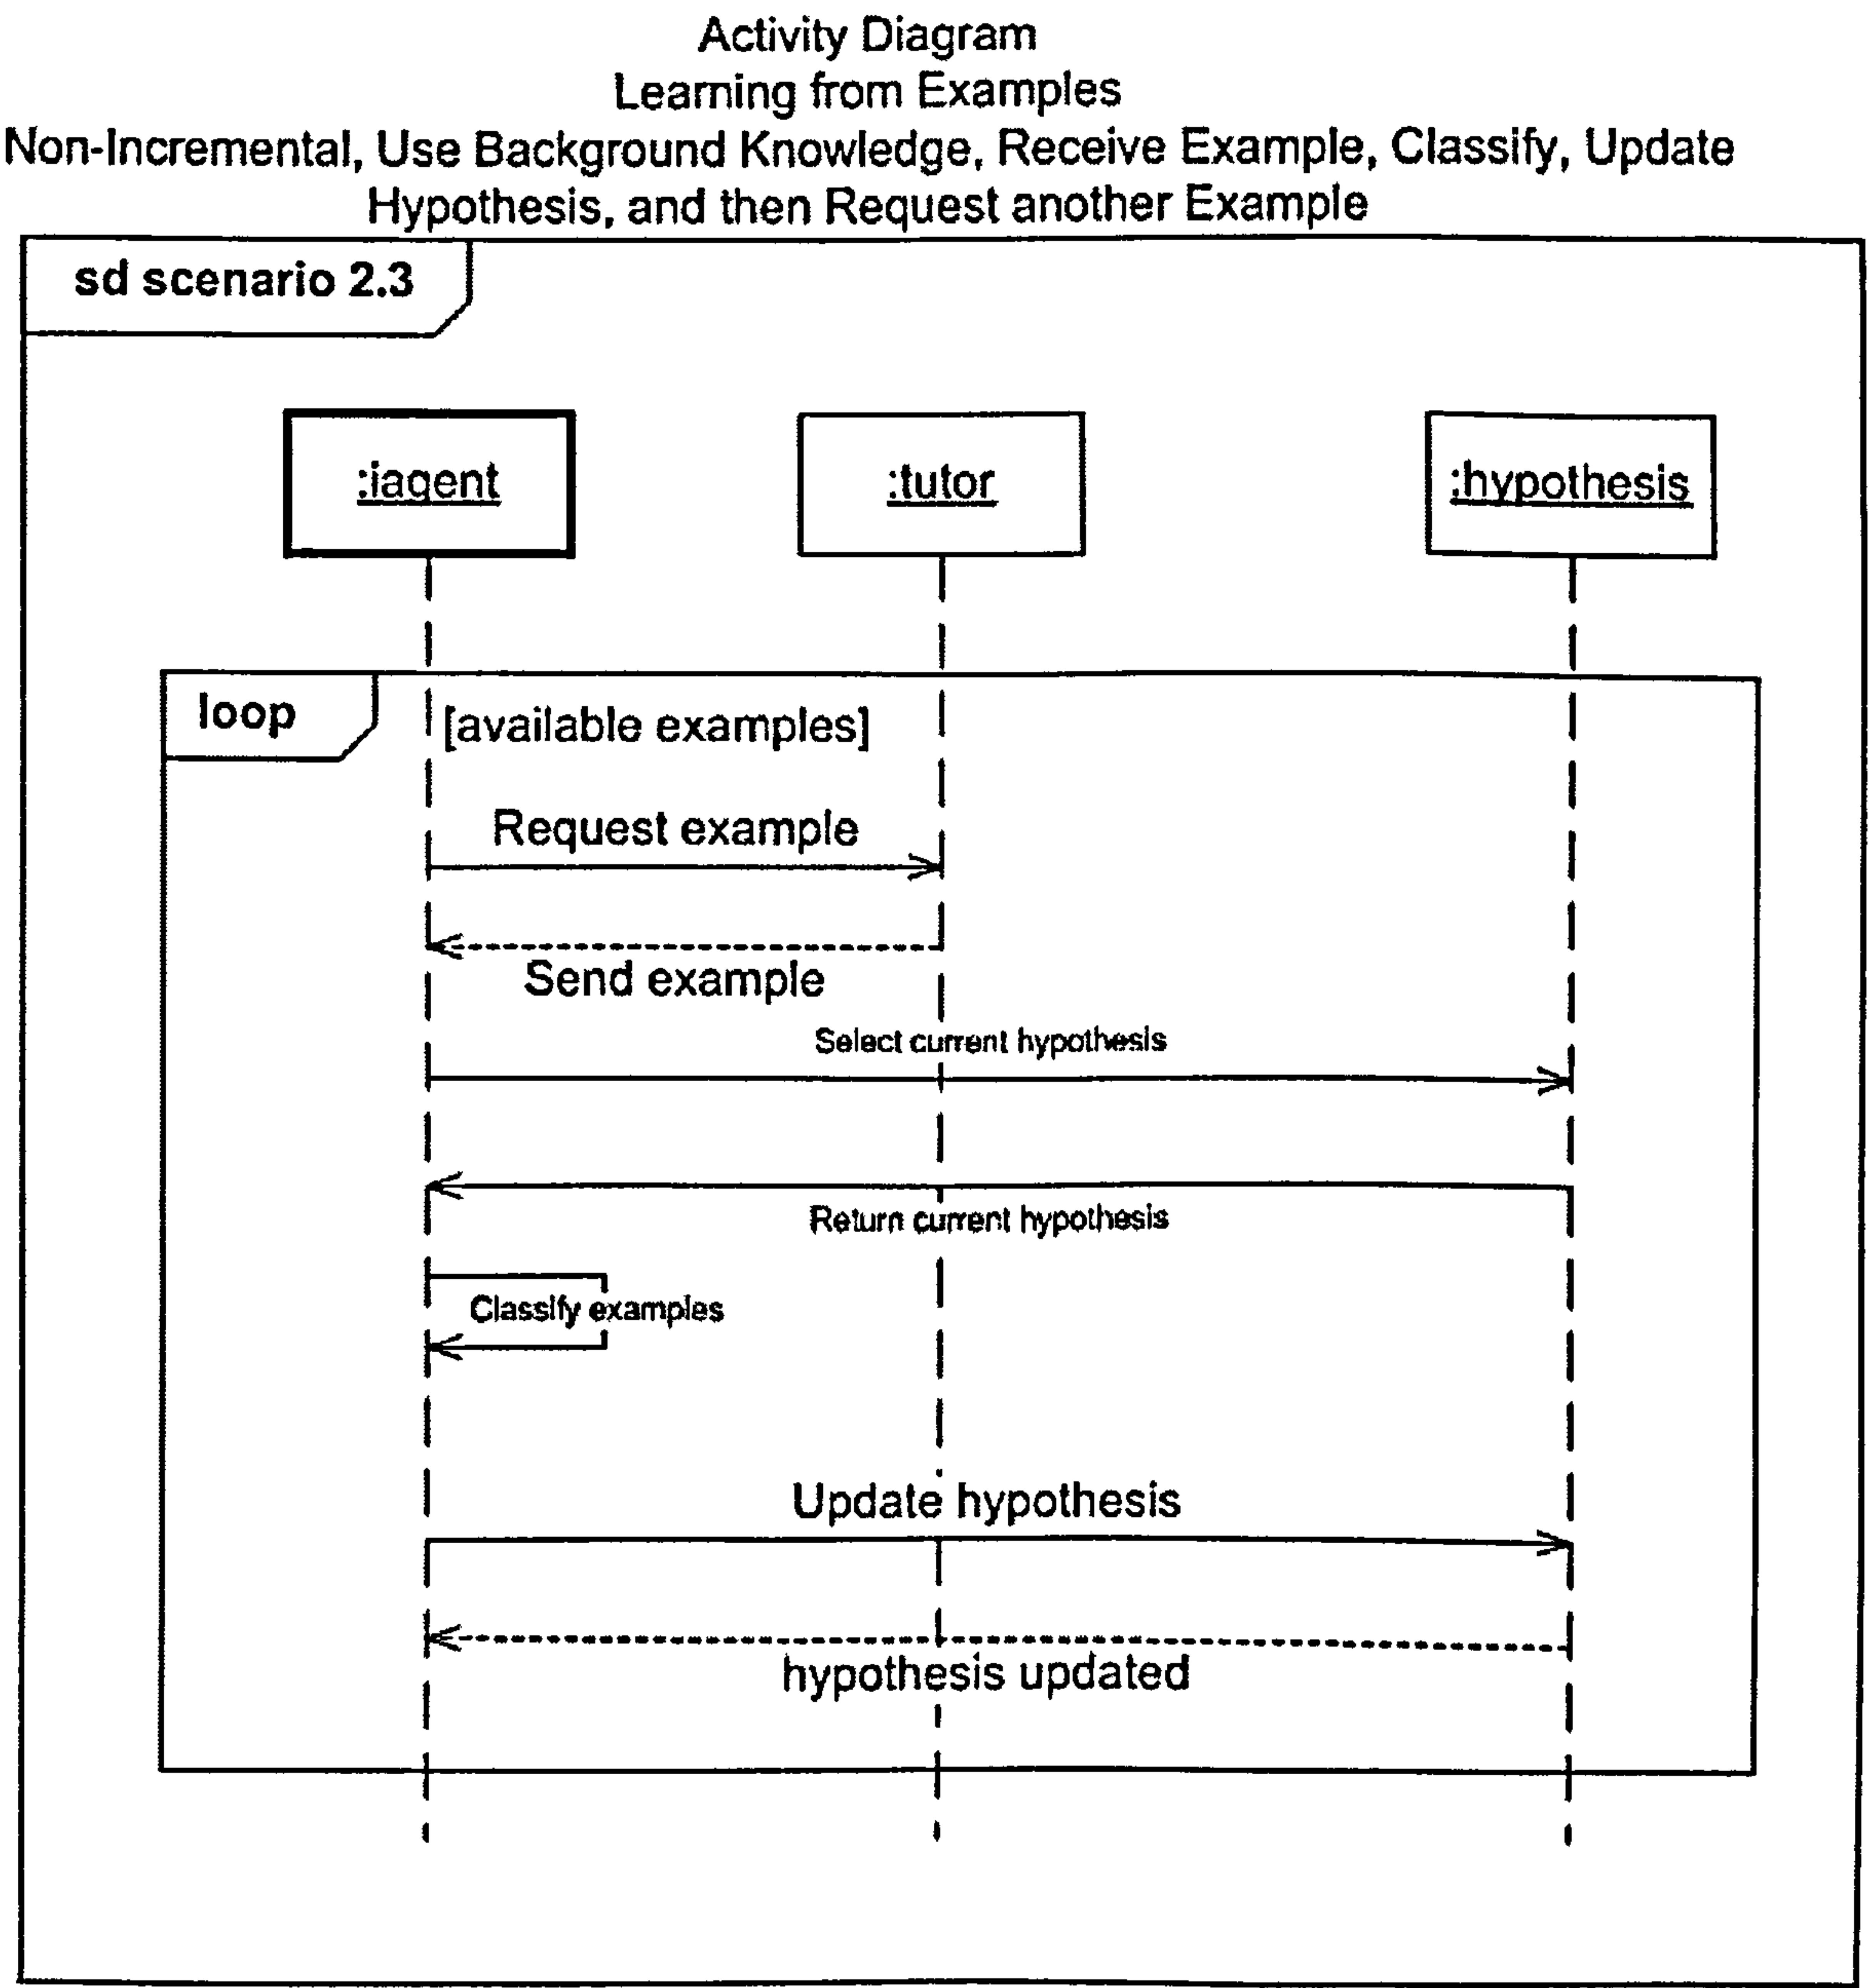 Activity Diagram
Learning from Examples
Non-Incremental, Use Background Knowledge, Receive Example, Classify, Update
Hypothesis, and then Request another Example
sd scenario 2.3
:iagent
:tutor
:hypothesis
loop
[available examples]
Request example
Send example
Select current hypothesis
Return current hypothesis
Classify examples
Update hypothesis
hypothesis updated